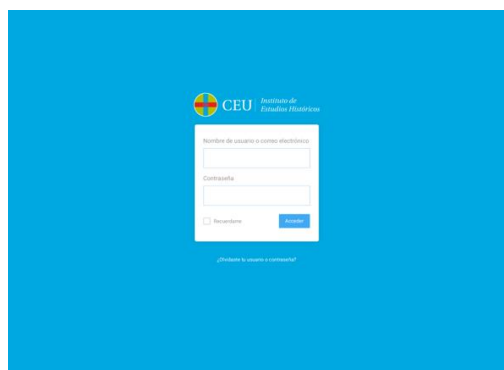 CEU
Instituto de
Estudios Históricos
Nombre de usuario o correo electrónico
Contraseña
Recuérdame
Acceder
¿Olvidaste tu usuario o contraseña?